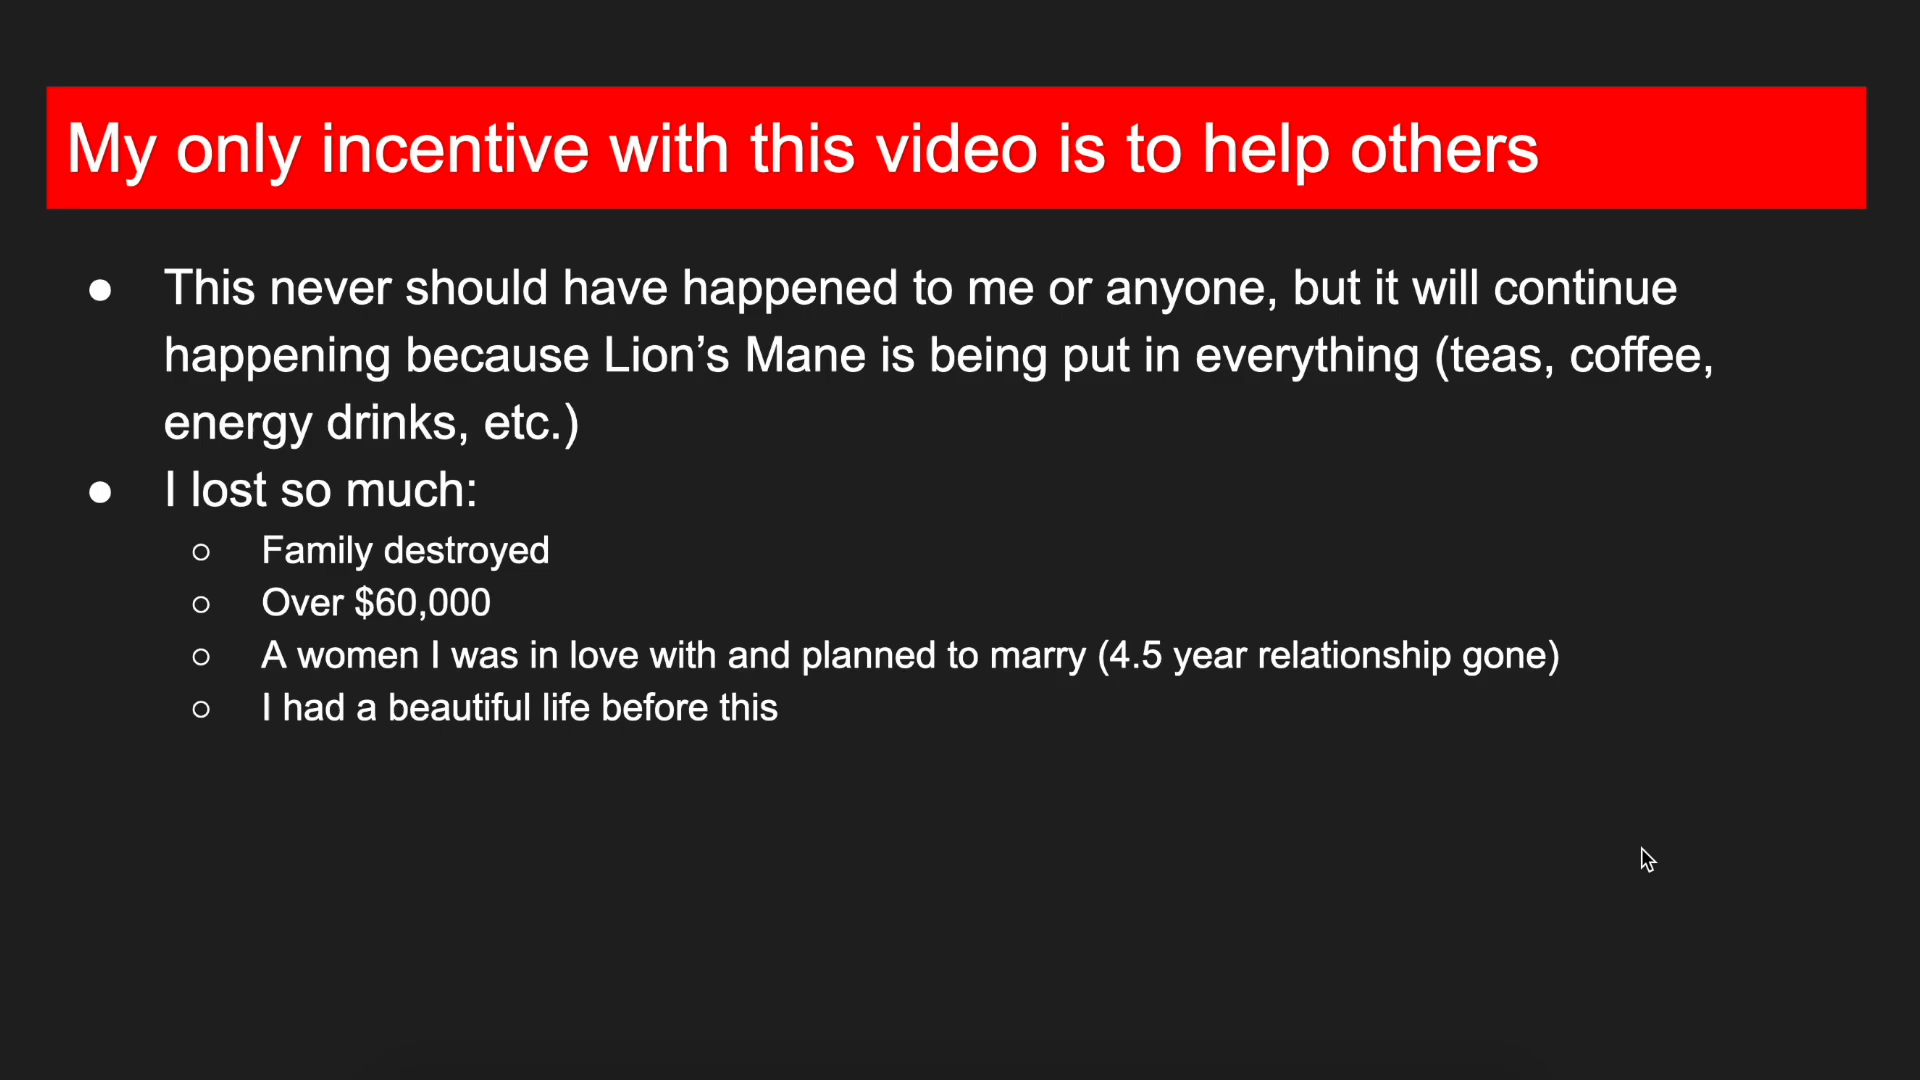 My only incentive with this video is to help others
● This never should have happened to me or anyone, but it will continue
happening because Lion’s Mane is being put in everything (teas, coffee,
energy drinks, etc.)
● I lost so much:
○ Family destroyed
○ Over $60,000
○ A women I was in love with and planned to marry (4.5 year relationship gone)
○ I had a beautiful life before this